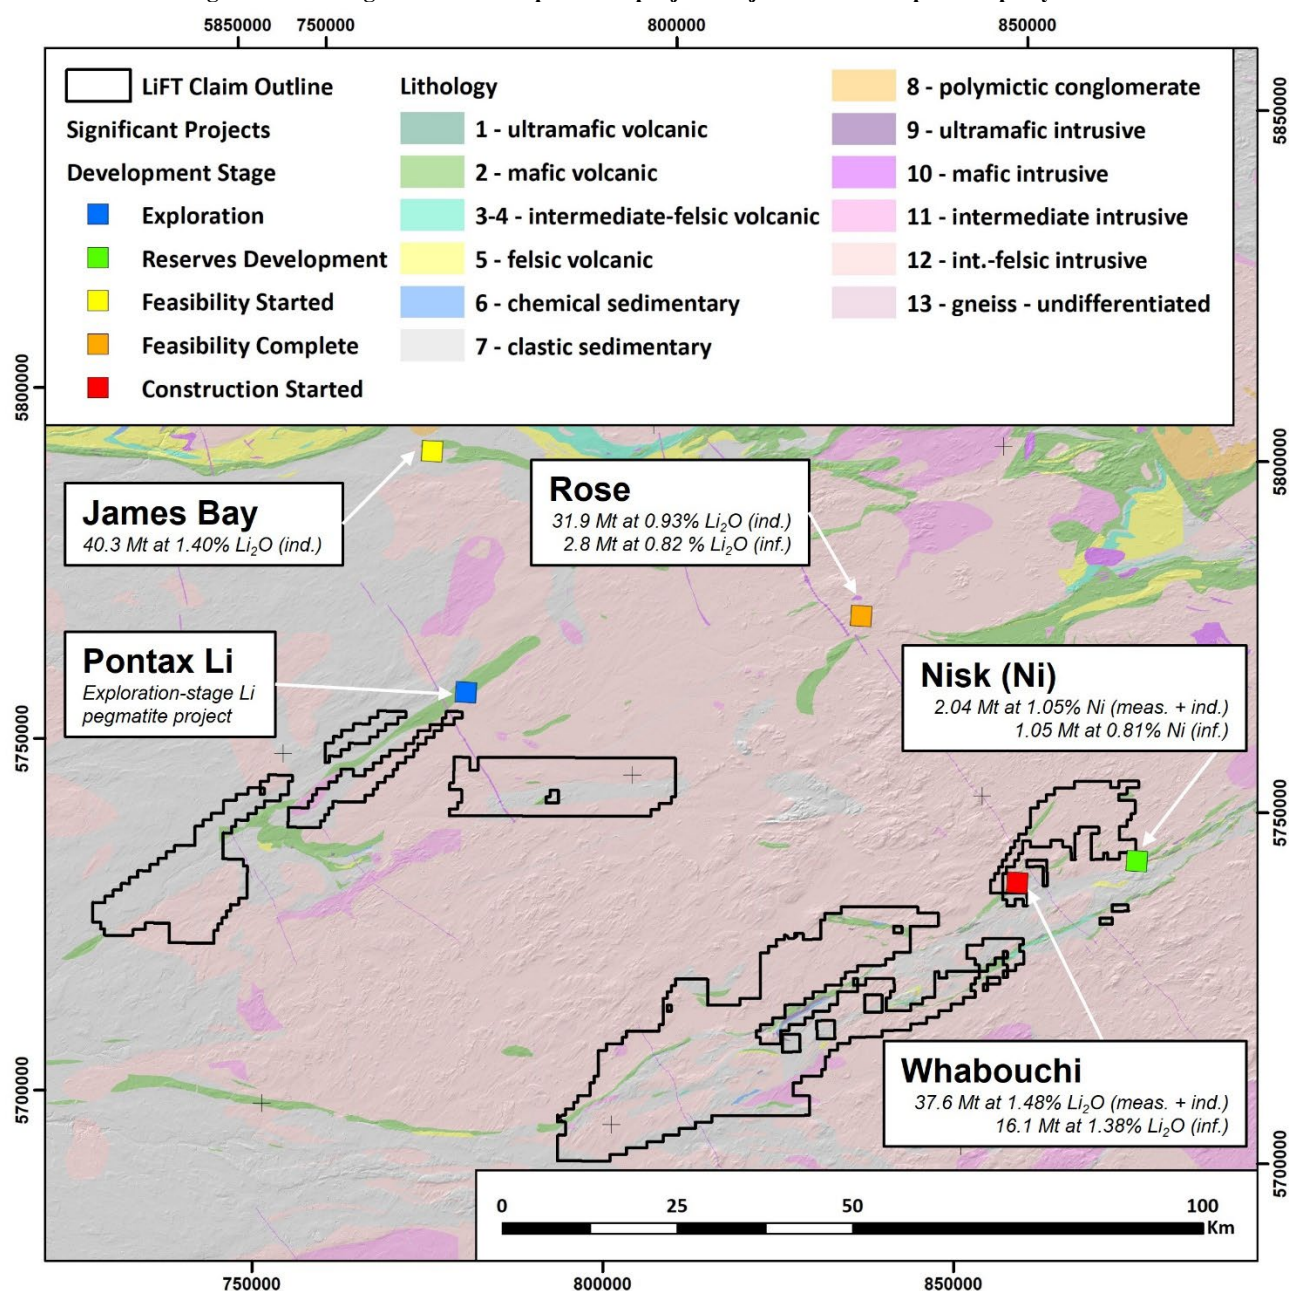 5850000 750000 800000 850000
LiFT Claim Outline
Significant Projects
Development Stage
Exploration
Reserves Development
Feasibility Started
Feasibility Complete
Construction Started
Lithology
1 - ultramafic volcanic
2 - mafic volcanic
3-4 - intermediate-felsic volcanic
5 - felsic volcanic
6 - chemical sedimentary
7 - clastic sedimentary
8 - polymictic conglomerate
9 - ultramafic intrusive
10 - mafic intrusive
11 - intermediate intrusive
12 - int.-felsic intrusive
13 - gneiss - undifferentiated
5850000
5800000
5800000
James Bay
40.3 Mt at 1.40% Li₂O (ind.)
Rose
31.9 Mt at 0.93% Li₂O (ind.)
2.8 Mt at 0.82 % Li₂O (inf.)
Pontax Li
Exploration-stage Li
pegmatite project
Nisk (Ni)
2.04 Mt at 1.05% Ni (meas. + ind.)
1.05 Mt at 0.81% Ni (inf.)
5750000
5750000
Whabouchi
37.6 Mt at 1.48% Li₂O (meas. + ind.)
16.1 Mt at 1.38% Li₂O (inf.)
5700000
5700000
0 25 50 100
Km
750000 800000 850000